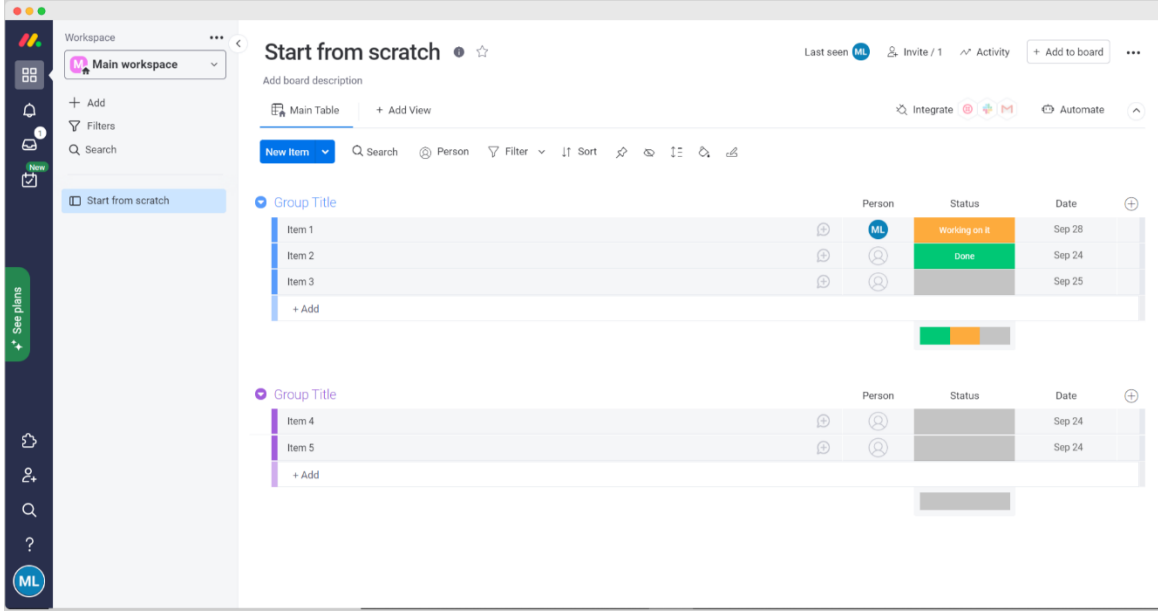 Workspace
M Main workspace
Add
Filters
Search
Start from scratch
1
New
See plans
?
ML
Start from scratch
Last seen ML Invite / 1 Activity + Add to board
Add board description
Main Table + Add View Integrate Automate
New Item Search Person Filter Sort
Group Title Person Status Date
Item 1 ML Working on it Sep 28
Item 2 Done Sep 24
Item 3 Sep 25
+ Add
Group Title Person Status Date
Item 4 Sep 24
Item 5 Sep 24
+ Add